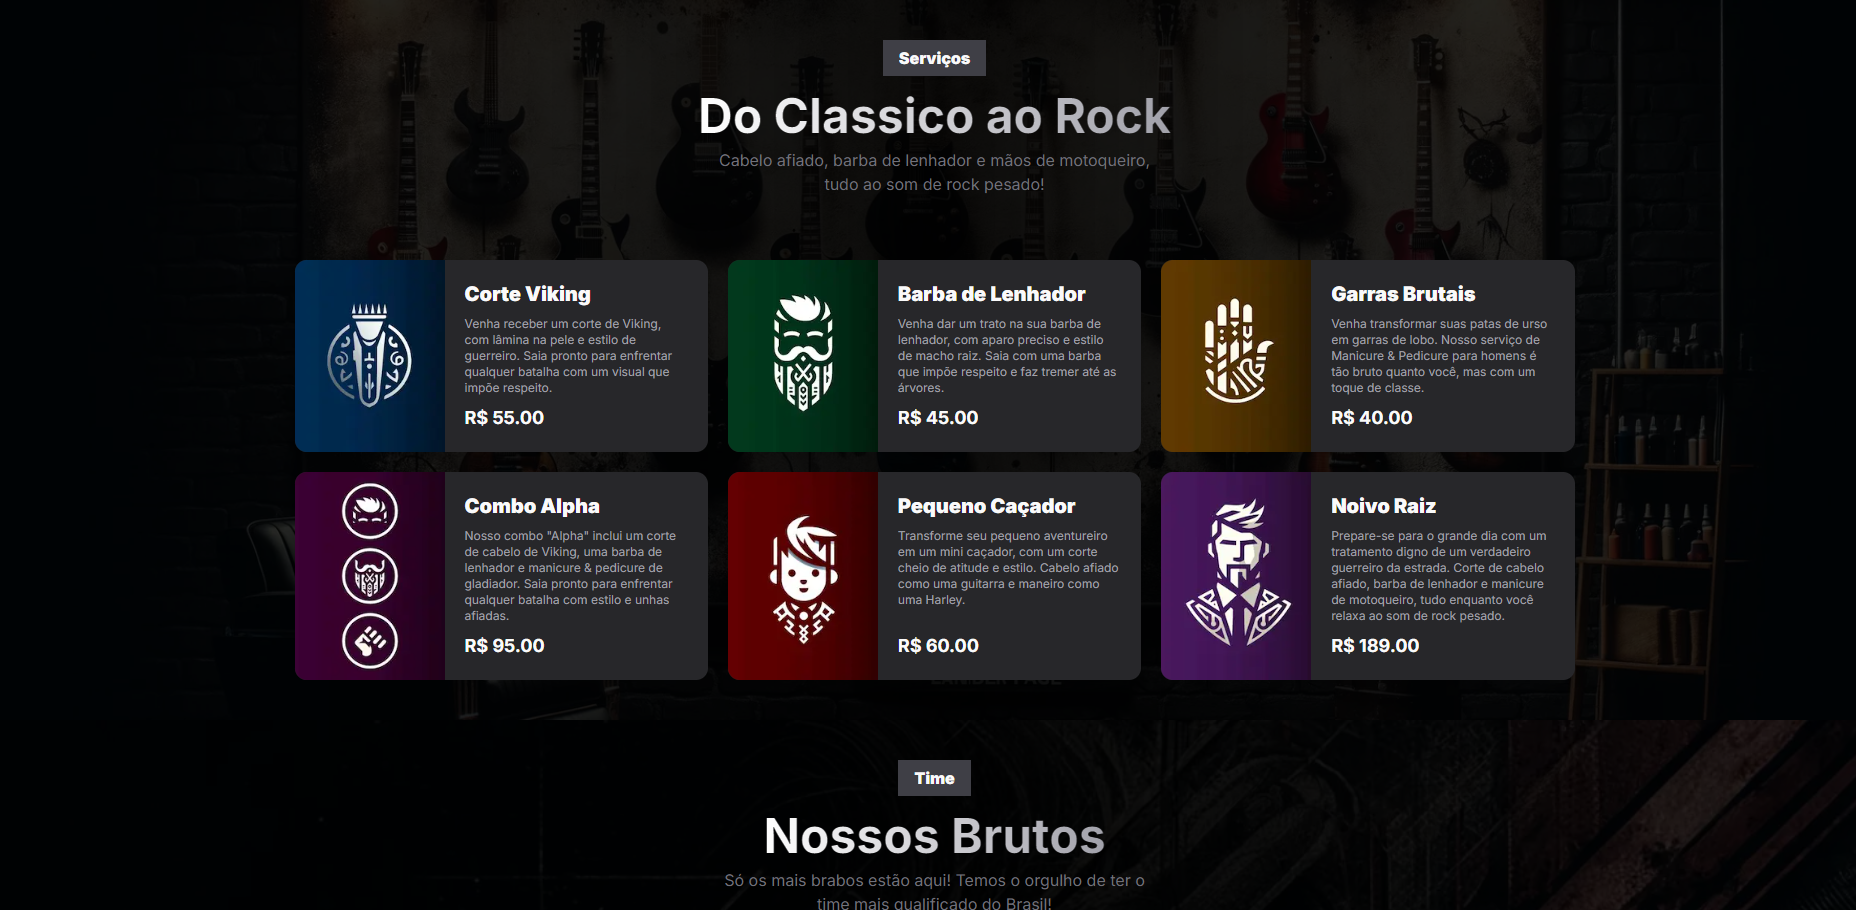 Serviços
Do Classico ao Rock
Cabelo afiado, barba de lenhador e mãos de motoqueiro,
tudo ao som de rock pesado!
Corte Viking
Venha receber um corte de Viking,
com lâmina na pele e estilo de
guerreiro. Saia pronto para enfrentar
qualquer batalha com um visual que
impõe respeito.
R$ 55.00
Barba de Lenhador
Venha dar um trato na sua barba de
lenhador, com aparo preciso e estilo
de macho raiz. Saia com uma barba
que impõe respeito e faz tremer até as
árvores.
R$ 45.00
Garras Brutais
Venha transformar suas patas de urso
em garras de lobo. Nosso serviço de
Manicure & Pedicure para homens é
tão bruto quanto você, mas com um
toque de classe.
R$ 40.00
Combo Alpha
Nosso combo "Alpha" inclui um corte
de cabelo de Viking, uma barba de
lenhador e manicure & pedicure de
gladiador. Saia pronto para enfrentar
qualquer batalha com estilo e unhas
afiadas.
R$ 95.00
Pequeno Caçador
Transforme seu pequeno aventureiro
em um mini caçador, com um corte
cheio de atitude e estilo. Cabelo afiado
como uma guitarra e maneiro como
uma Harley.
R$ 60.00
Noivo Raiz
Prepare-se para o grande dia com um
tratamento digno de um verdadeiro
guerreiro da estrada. Corte de cabelo
afiado, barba de lenhador e manicure
de motoqueiro, tudo enquanto você
relaxa ao som de rock pesado.
R$ 189.00
Time
Nossos Brutos
Só os mais brabos estão aqui! Temos o orgulho de ter o
time mais qualificado do Brasil!